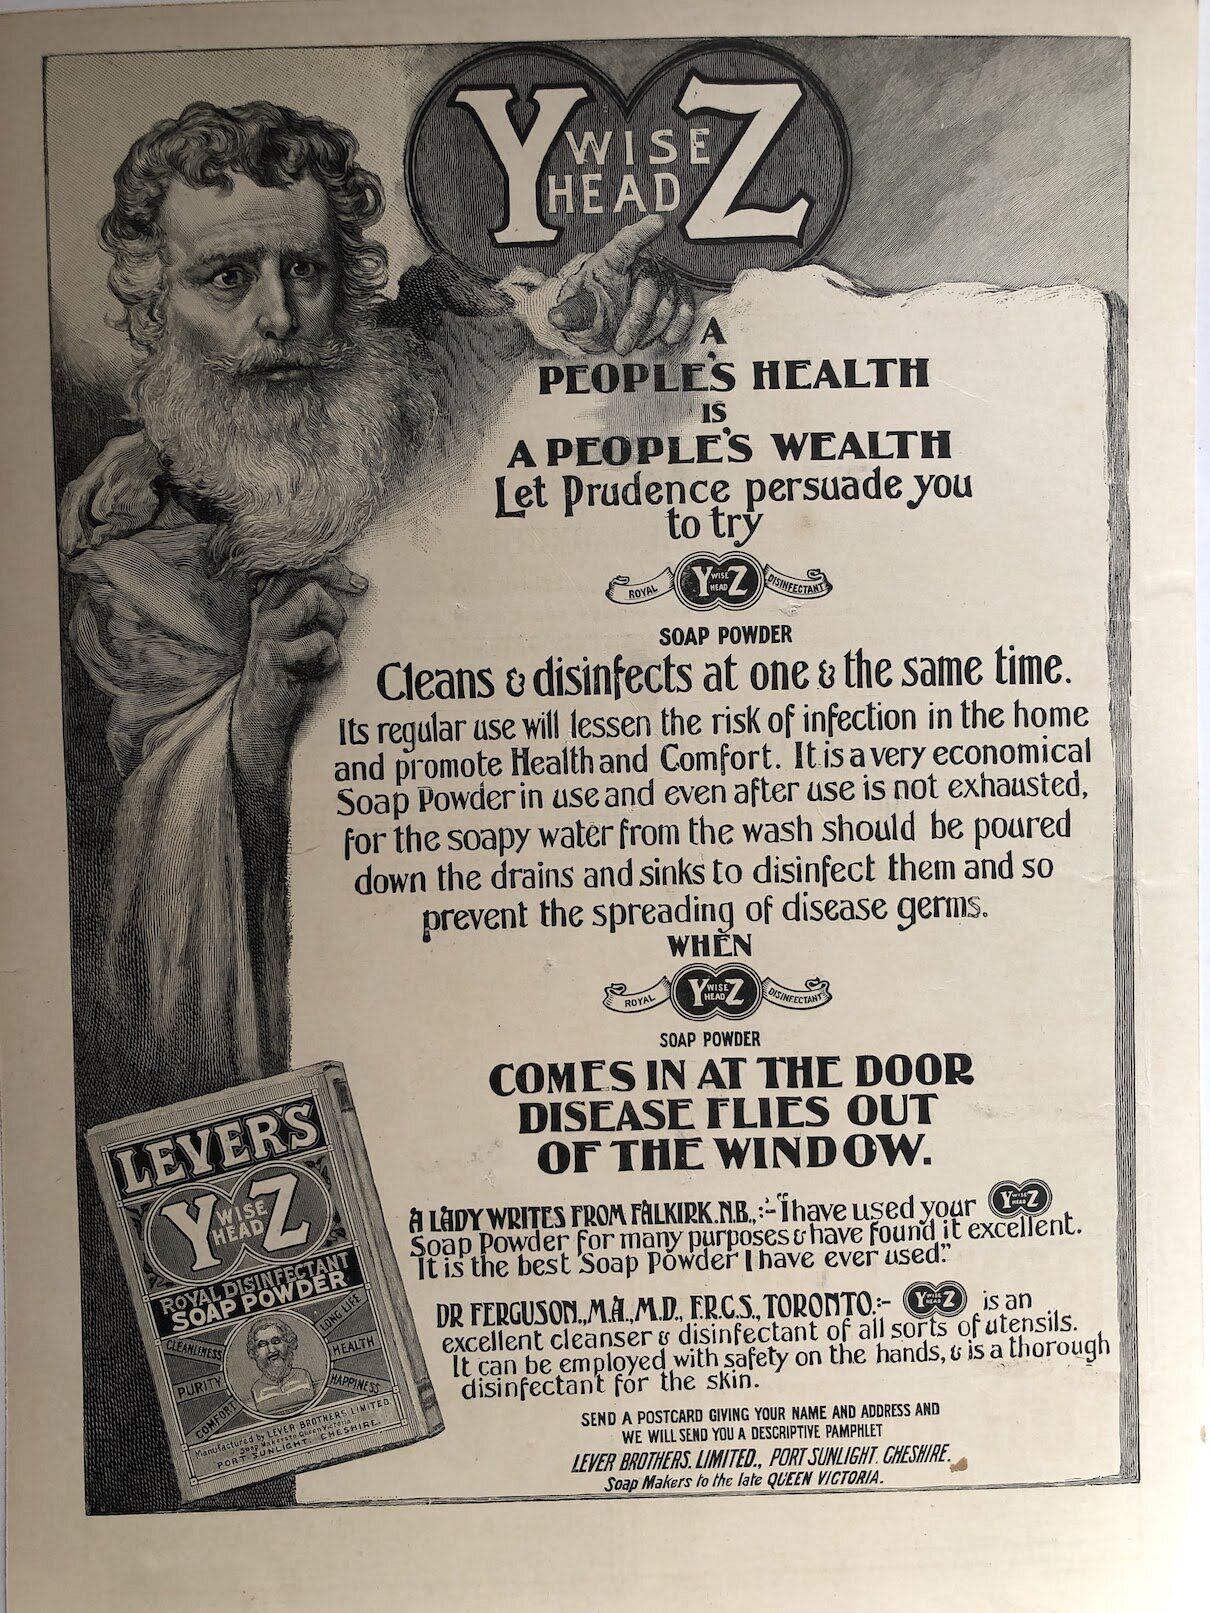 Y WISE HEAD Z
A
PEOPLE'S HEALTH
IS
A PEOPLE'S WEALTH
Let Prudence persuade you
to try
ROYAL Y WISE HEAD Z DISINFECTANT
SOAP POWDER
Cleans & disinfects at one & the same time.
Its regular use will lessen the risk of infection in the home
and promote Health and Comfort. It is a very economical
Soap Powder in use and even after use is not exhausted,
for the soapy water from the wash should be poured
down the drains and sinks to disinfect them and so
prevent the spreading of disease germs.
WHEN
ROYAL Y WISE HEAD Z DISINFECTANT
SOAP POWDER
COMES IN AT THE DOOR
DISEASE FLIES OUT
OF THE WINDOW.
A LADY WRITES FROM FALKIRK. N.B.,:- "I have used your Y WISE HEAD Z
Soap Powder for many purposes & have found it excellent.
It is the best Soap Powder I have ever used."
DR FERGUSON., M.A., M.D., F.R.C.S., TORONTO:- Y WISE HEAD Z is an
excellent cleanser & disinfectant of all sorts of utensils.
It can be employed with safety on the hands, & is a thorough
disinfectant for the skin.
SEND A POSTCARD GIVING YOUR NAME AND ADDRESS AND
WE WILL SEND YOU A DESCRIPTIVE PAMPHLET
LEVER BROTHERS. LIMITED., PORT SUNLIGHT. CHESHIRE.
Soap Makers to the late QUEEN VICTORIA.
LEVER'S
Y WISE HEAD Z
ROYAL DISINFECTANT
SOAP POWDER
CLEANLINESS
PURITY
COMFORT
LONG LIFE
HEALTH
HAPPINESS
Manufactured by LEVER BROTHERS LIMITED
Soap Makers to Queen Victoria
PORT SUNLIGHT. CHESHIRE.